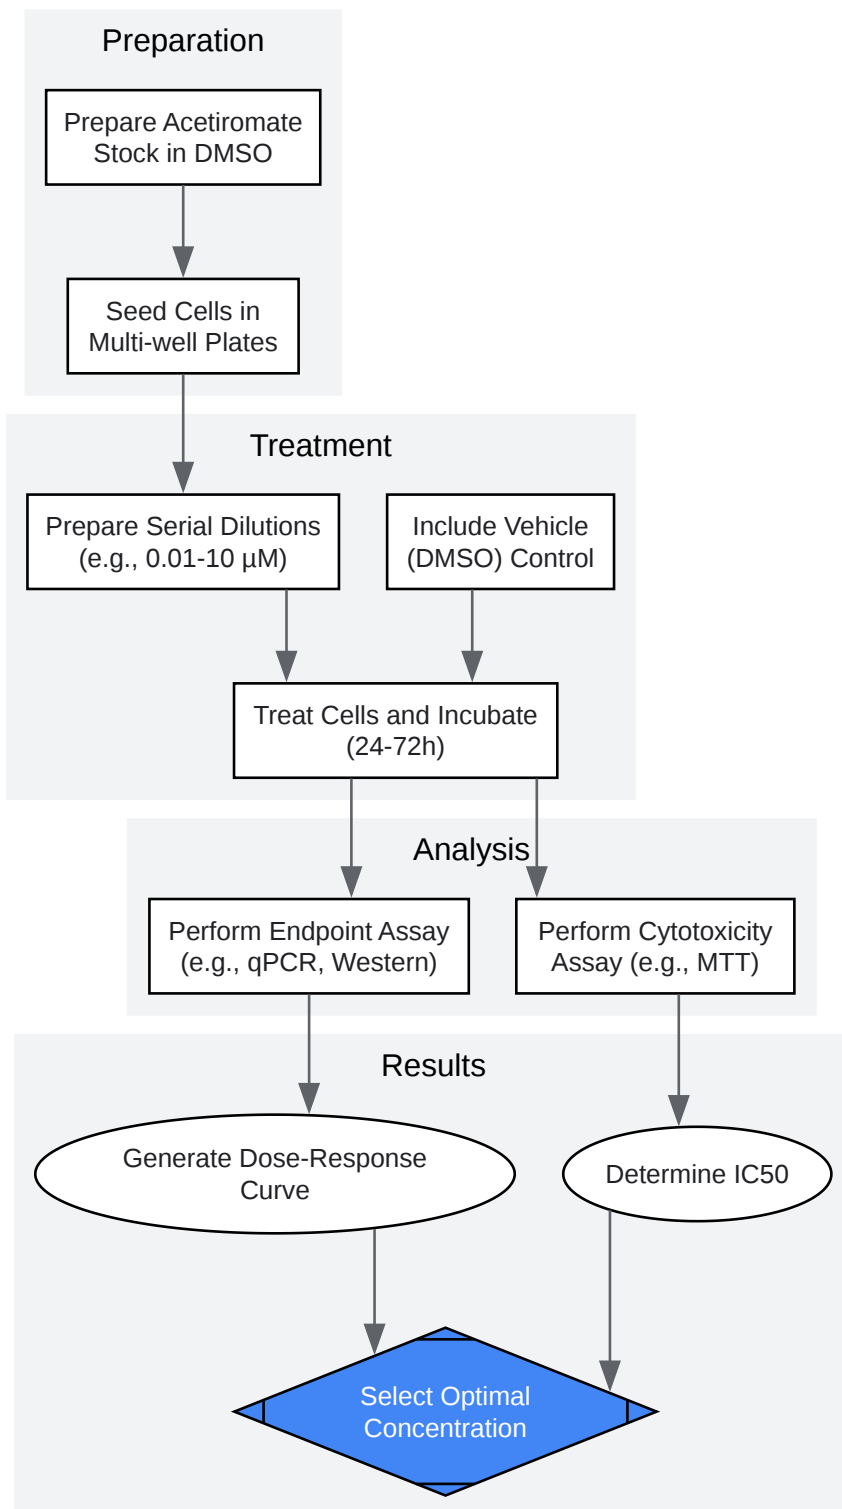 Preparation
Prepare Acetiromate
Stock in DMSO
Seed Cells in
Multi-well Plates
Treatment
Prepare Serial Dilutions
(e.g., 0.01-10 µM)
Include Vehicle
(DMSO) Control
Treat Cells and Incubate
(24-72h)
Analysis
Perform Endpoint Assay
(e.g., qPCR, Western)
Perform Cytotoxicity
Assay (e.g., MTT)
Results
Generate Dose-Response
Curve
Determine IC50
Select Optimal
Concentration